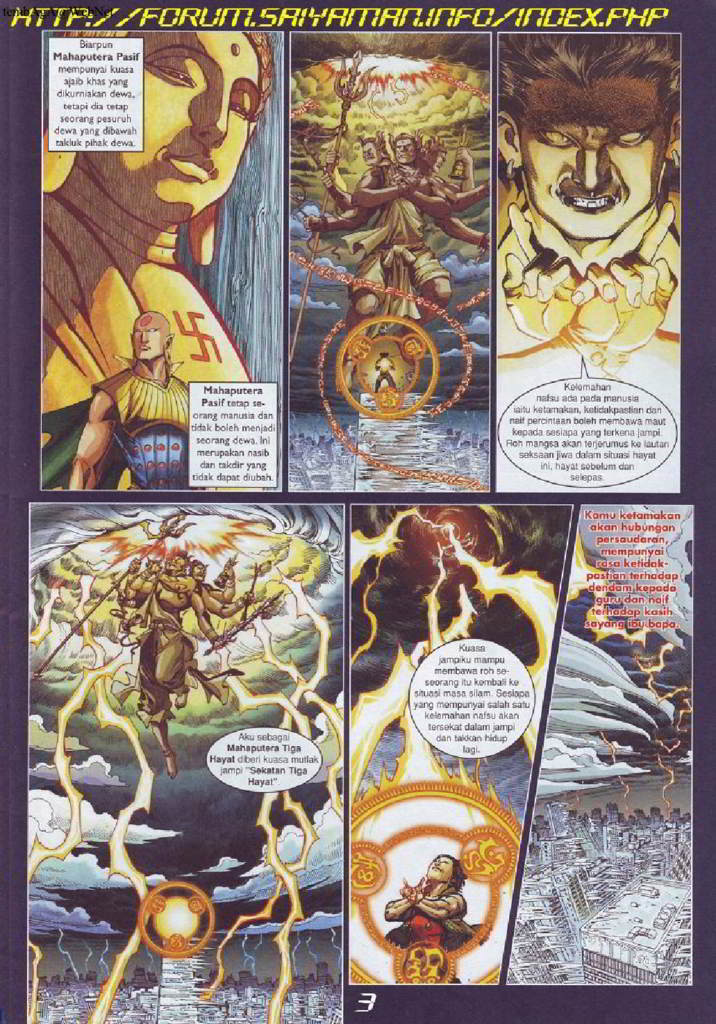 HTTP://FORUM.SAIYAMAN.INFO/INDEX.PHP
Biarpun
Mahaputera Pasif
mempunyai kuasa
ajaib khas yang
dikurniakan dewa,
tetapi dia tetap
seorang pesuruh
dewa yang dibawah
takluk pihak dewa.
Mahaputera
Pasif tetap se-
orang manusia dan
tidak boleh menjadi
seorang dewa. Ini
merupakan nasib
dan takdir yang
tidak dapat diubah.
Kelemahan
nafsu ada pada manusia
iaitu ketamakan, ketidakpastian dan
naif percintaan boleh membawa maut
kepada sesiapa yang terkena jampi.
Roh mangsa akan terjerumus ke lautan
seksaan jiwa dalam situasi hayat
ini, hayat sebelum dan
selepas.
Aku sebagai
Mahaputera Tiga
Hayat diberi kuasa mutlak
jampi "Sekatan Tiga
Hayat".
Kuasa
jampiku mampu
membawa roh se-
seorang itu kembali ke
situasi masa silam. Sesiapa
yang mempunyai salah satu
kelemahan nafsu akan
tersekat dalam jampi
dan takkan hidup
lagi.
Kamu ketamakan
akan hubungan
persaudaran,
mempunyai
rasa ketidak-
pastian terhadap
dendam kepada
guru dan naif
terhadap kasih
sayang ibu bapa.
3